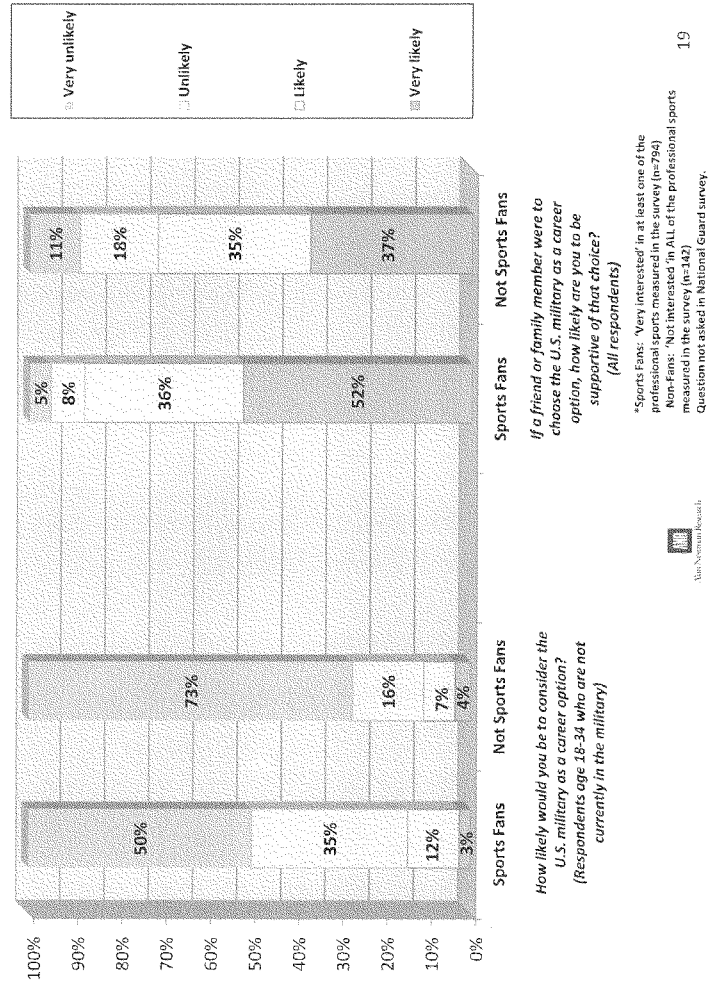 Very unlikely
Unlikely
Likely
Very likely
100%
90%
80%
70%
60%
50%
40%
30%
20%
10%
0%
50%
35%
12%
3%
73%
16%
7%
4%
5%
8%
36%
52%
11%
18%
35%
37%
Sports Fans
Not Sports Fans
Sports Fans
Not Sports Fans
How likely would you be to consider the
U.S. military as a career option?
(Respondents age 18-34 who are not
currently in the military)
If a friend or family member were to
choose the U.S. military as a career
option, how likely are you to be
supportive of that choice?
(All respondents)
*Sports Fans: 'Very interested' in at least one of the
professional sports measured in the survey (n=794)
Non-Fans: 'Not interested 'in ALL of the professional sports
measured in the survey (n=142)
Question not asked in National Guard survey.
Research
19